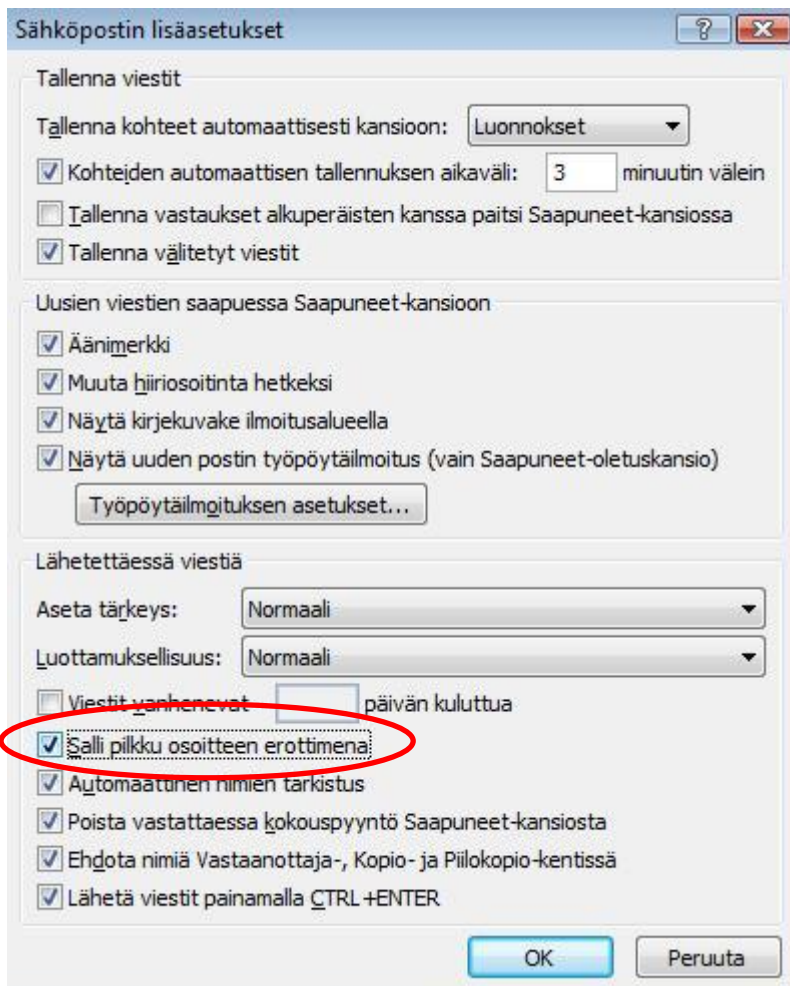 Sähköpostin lisäasetukset
Tallenna viestit
Tallenna kohteet automaattisesti kansioon: Luonnokset
Kohteiden automaattisen tallennuksen aikaväli: 3 minuutin välein
Tallenna vastaukset alkuperäisten kanssa paitsi Saapuneet-kansiossa
Tallenna välitetyt viestit
Uusien viestien saapuessa Saapuneet-kansioon
Äänimerkki
Muuta hiiriosoitinta hetkeksi
Näytä kirjekuvake ilmoitusalueella
Näytä uuden postin työpöytäilmoitus (vain Saapuneet-oletuskansio)
Työpöytäilmoituksen asetukset...
Lähetettäessä viestiä
Aseta tärkeys: Normaali
Luottamuksellisuus: Normaali
Viestit vanhenevat päivän kuluttua
Salli pilkku osoitteen erottimena
Automaattinen nimien tarkistus
Poista vastattaessa kokouspyyntö Saapuneet-kansiosta
Ehdota nimiä Vastaanottaja-, Kopio- ja Piilokopio-kentissä
Lähetä viestit painamalla CTRL+ENTER
OK Peruuta